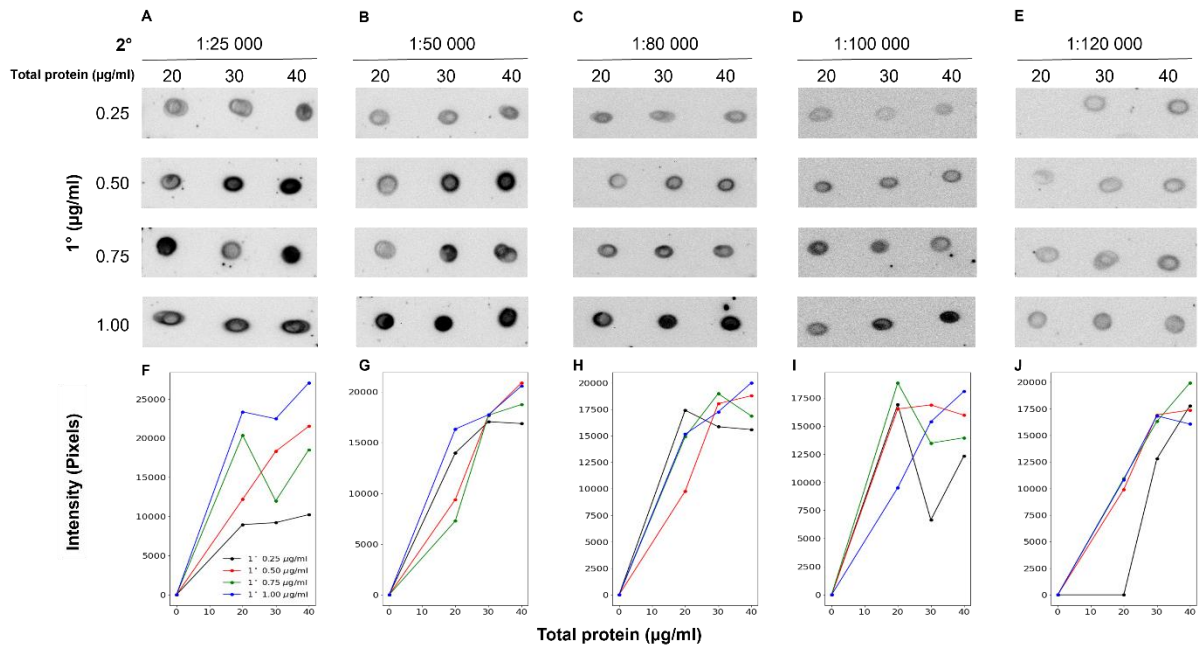 A B C D E
2° 1:25 000 1:50 000 1:80 000 1:100 000 1:120 000
Total protein (µg/ml) 20 30 40 20 30 40 20 30 40 20 30 40 20 30 40
0.25
0.50
0.75
1.00
1° (µg/ml)
F G H I J
25000
20000
15000
10000
5000
0
1° 0.25 µg/ml
1° 0.50 µg/ml
1° 0.75 µg/ml
1° 1.00 µg/ml
0 10 20 30 40
20000
15000
10000
5000
0
0 10 20 30 40
20000
17500
15000
12500
10000
7500
5000
2500
0
0 10 20 30 40
17500
15000
12500
10000
7500
5000
2500
0
0 10 20 30 40
20000
17500
15000
12500
10000
7500
5000
2500
0
0 10 20 30 40
Intensity (Pixels)
Total protein (µg/ml)